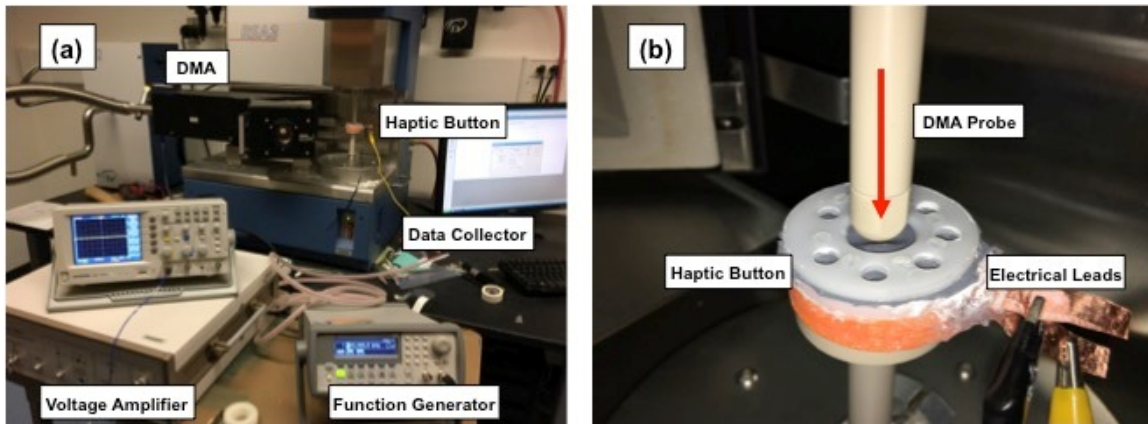 (a)
DMA
Haptic Button
Data Collector
Voltage Amplifier
Function Generator
(b)
DMA Probe
Haptic Button
Electrical Leads